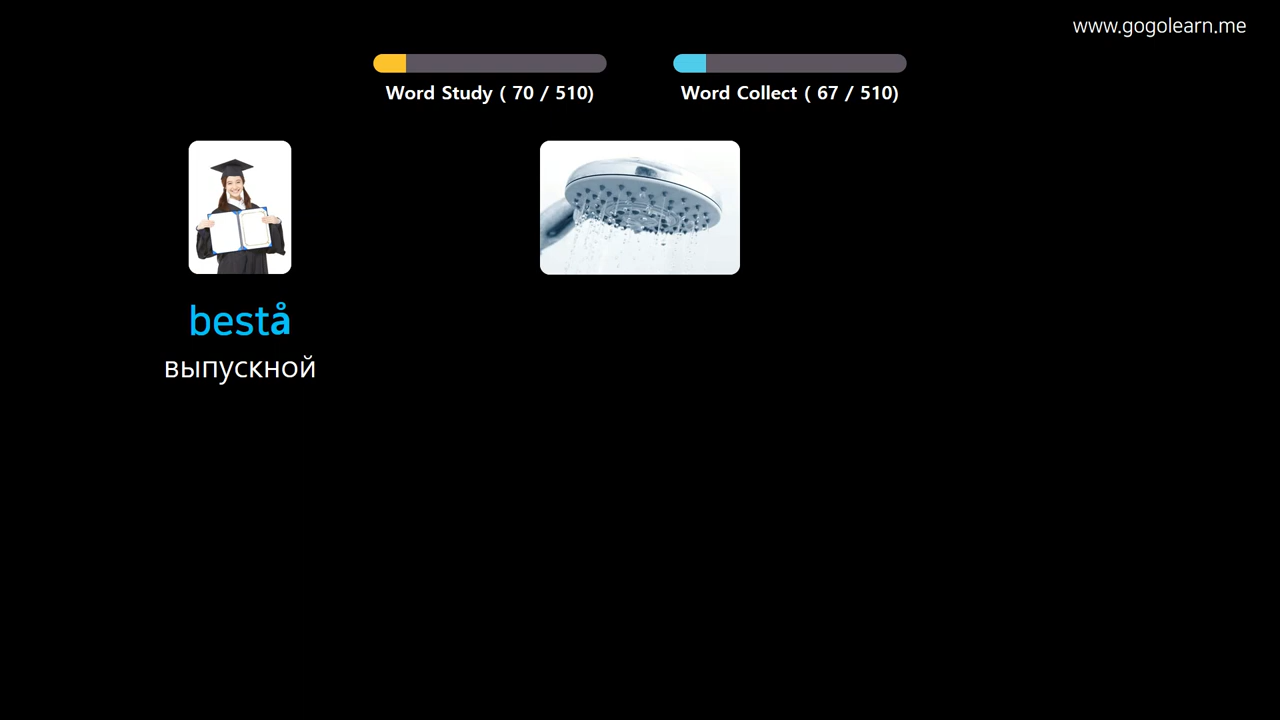 www.gogolearn.me
Word Study ( 70 / 510)
Word Collect ( 67 / 510)
bestå
выпускной